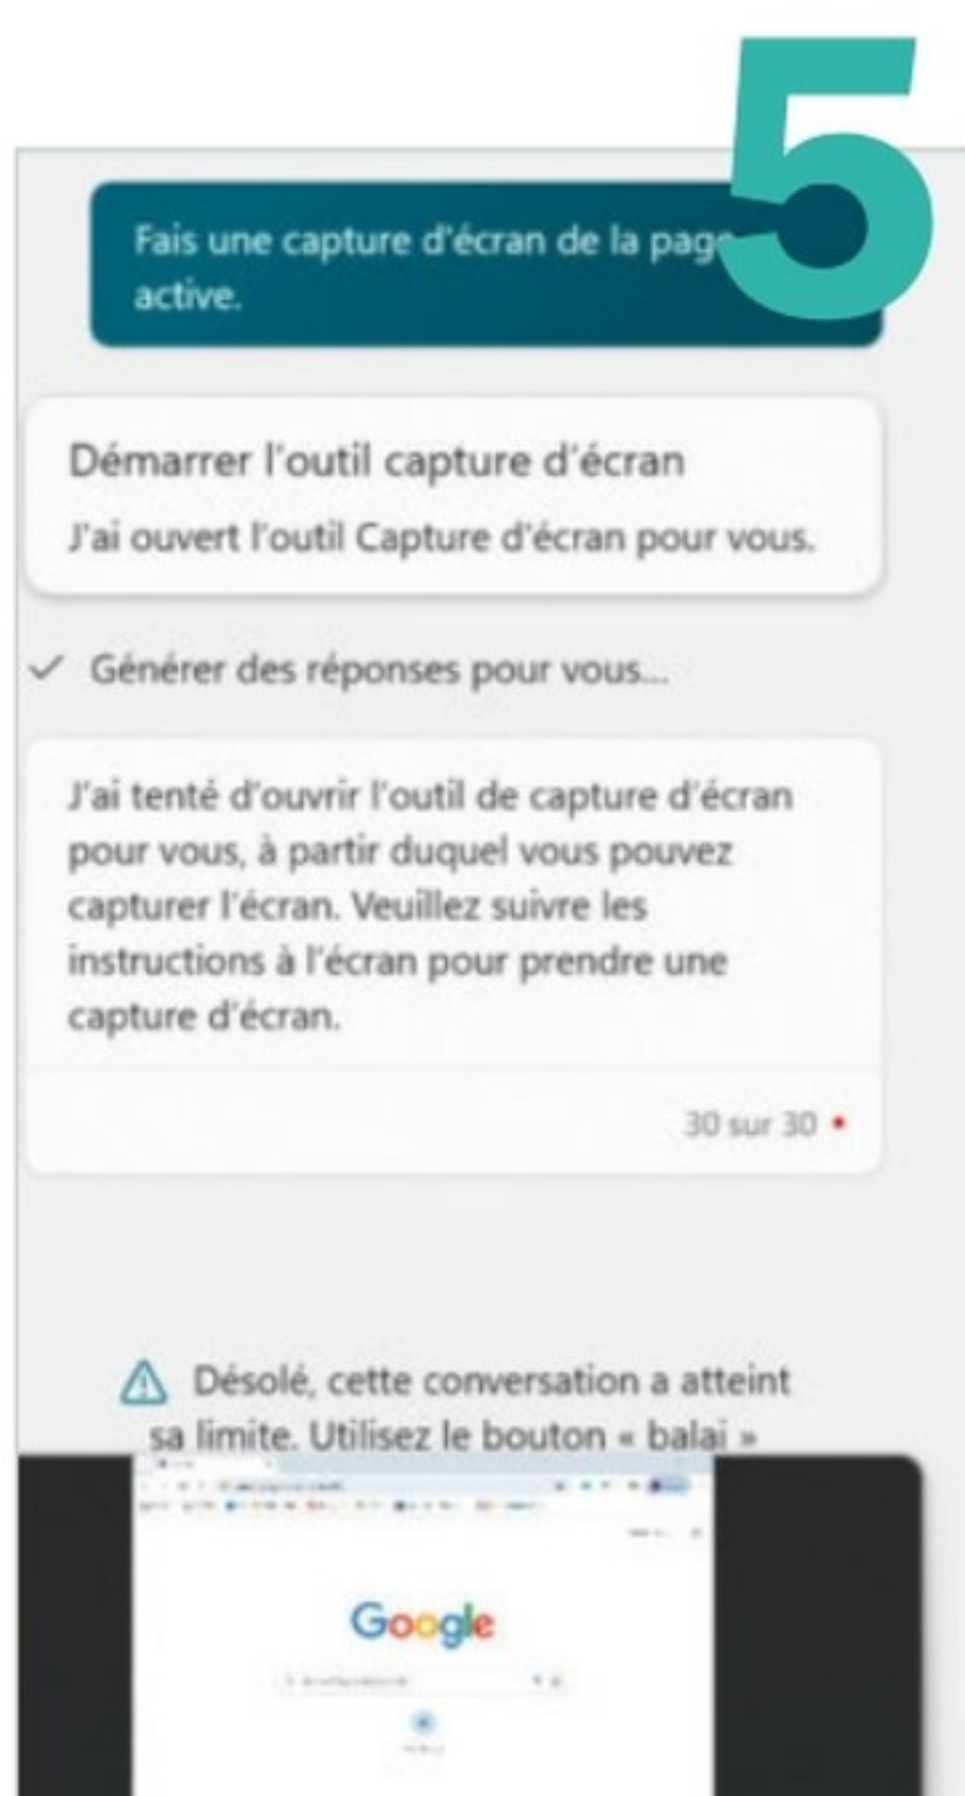 5
Fais une capture d'écran de la page
active.
Démarrer l'outil capture d'écran
J'ai ouvert l'outil Capture d'écran pour vous.
Générer des réponses pour vous...
J'ai tenté d'ouvrir l'outil de capture d'écran
pour vous, à partir duquel vous pouvez
capturer l'écran. Veuillez suivre les
instructions à l'écran pour prendre une
capture d'écran.
30 sur 30
Désolé, cette conversation a atteint
sa limite. Utilisez le bouton « balai »
Google